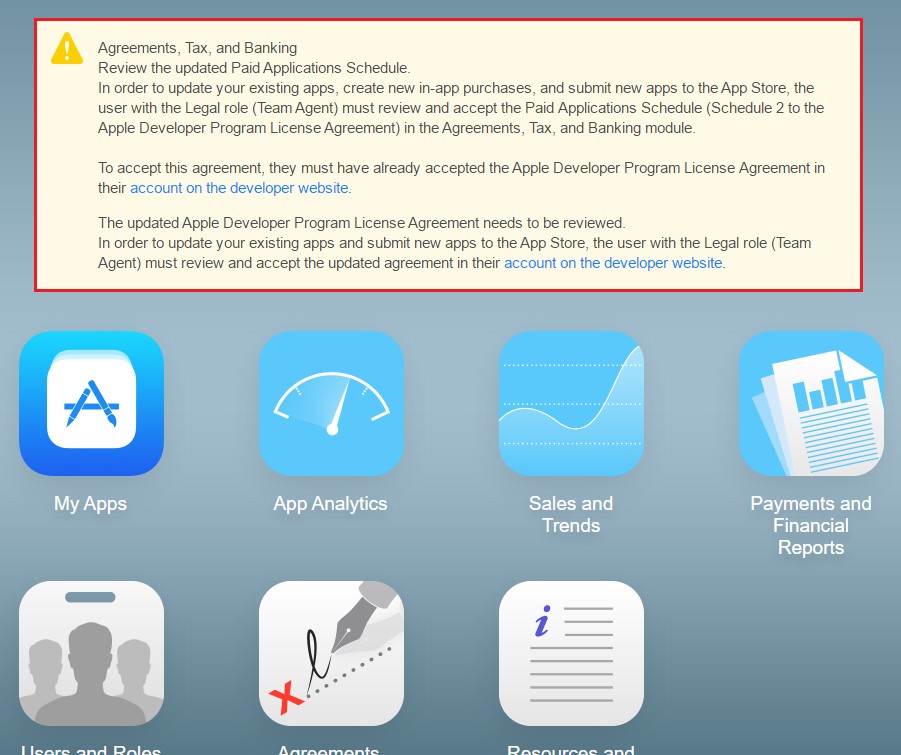 Agreements, Tax, and Banking
Review the updated Paid Applications Schedule.
In order to update your existing apps, create new in-app purchases, and submit new apps to the App Store, the
user with the Legal role (Team Agent) must review and accept the Paid Applications Schedule (Schedule 2 to the
Apple Developer Program License Agreement) in the Agreements, Tax, and Banking module.
To accept this agreement, they must have already accepted the Apple Developer Program License Agreement in
their account on the developer website.
The updated Apple Developer Program License Agreement needs to be reviewed.
In order to update your existing apps and submit new apps to the App Store, the user with the Legal role (Team
Agent) must review and accept the updated agreement in their account on the developer website.
My Apps
App Analytics
Sales and
Trends
Payments and
Financial
Reports
Users and Roles
Agreements
Resources and